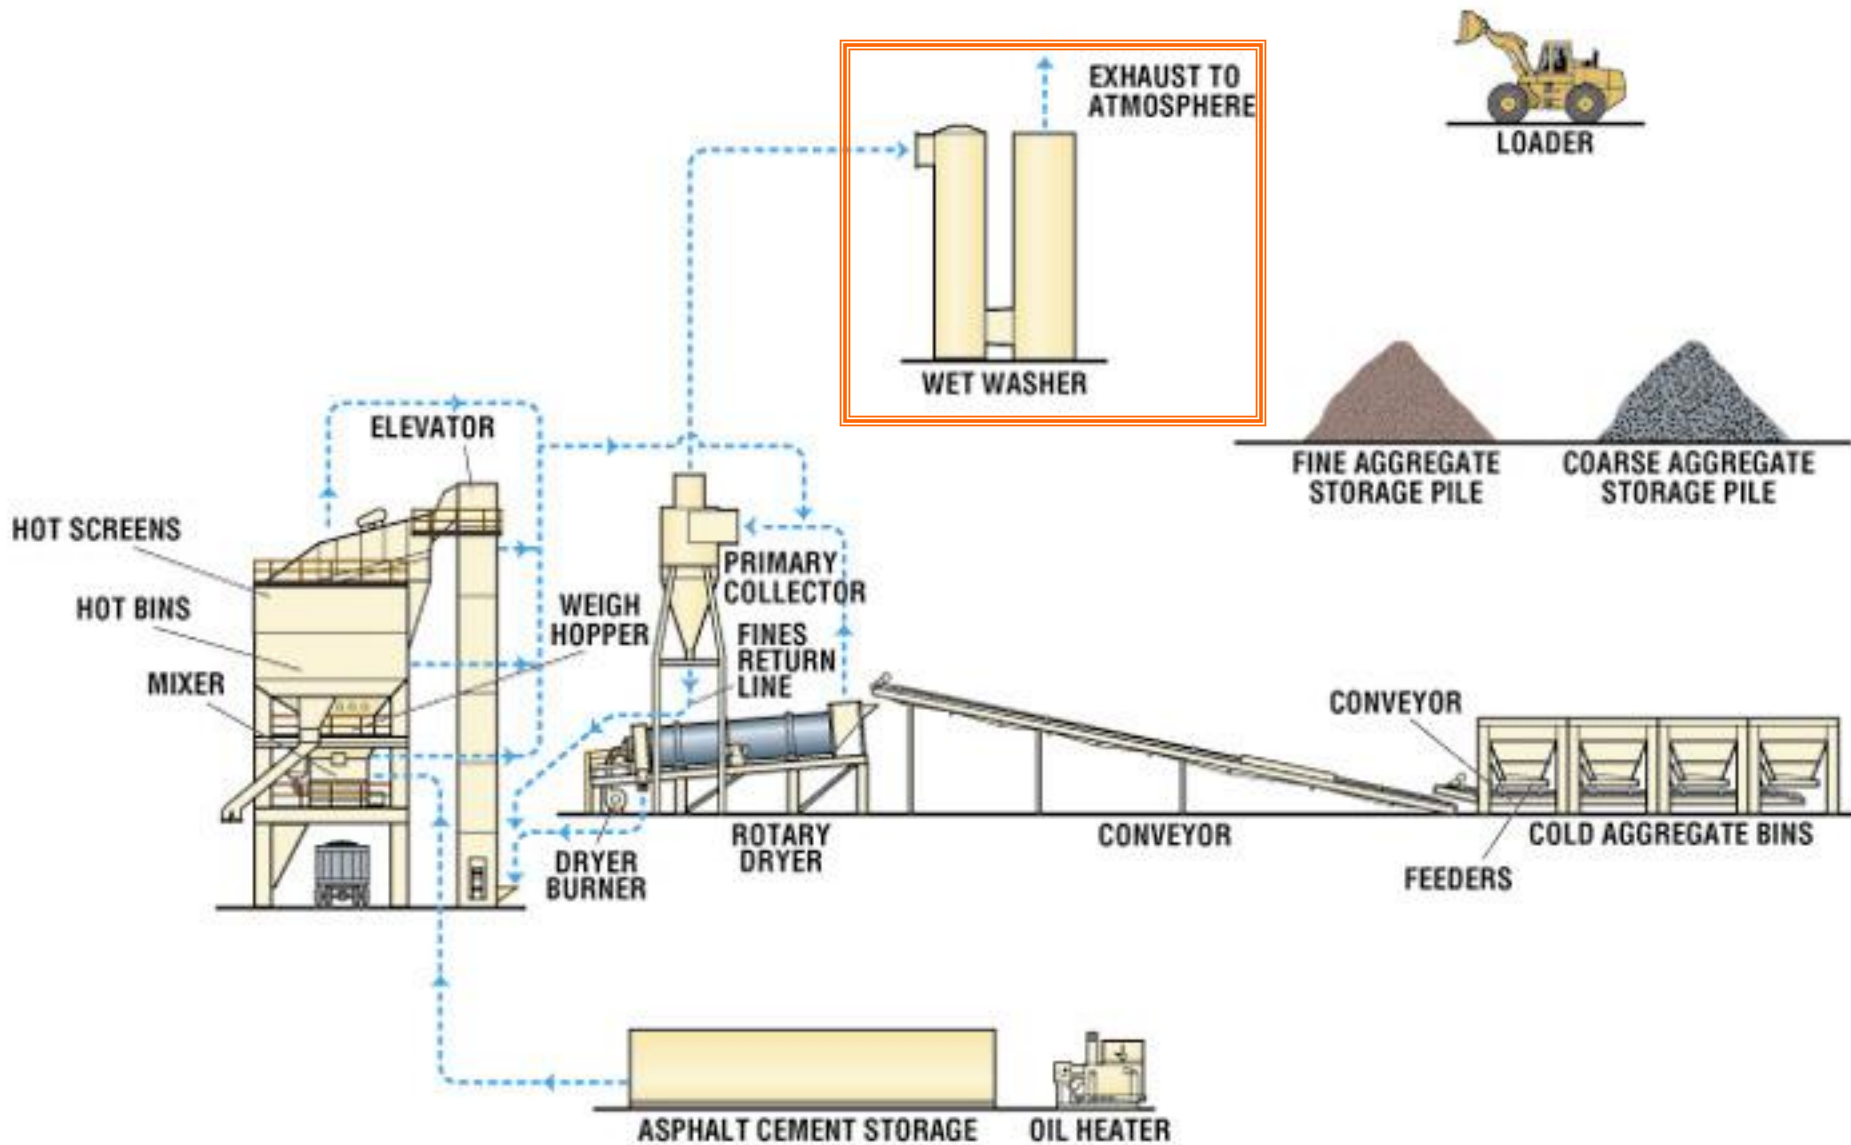 EXHAUST TO
ATMOSPHERE
LOADER
WET WASHER
ELEVATOR
FINE AGGREGATE
STORAGE PILE
COARSE AGGREGATE
STORAGE PILE
HOT SCREENS
HOT BINS
MIXER
WEIGH
HOPPER
PRIMARY
COLLECTOR
FINES
RETURN
LINE
CONVEYOR
DRYER
BURNER
ROTARY
DRYER
CONVEYOR
COLD AGGREGATE BINS
FEEDERS
ASPHALT CEMENT STORAGE
OIL HEATER